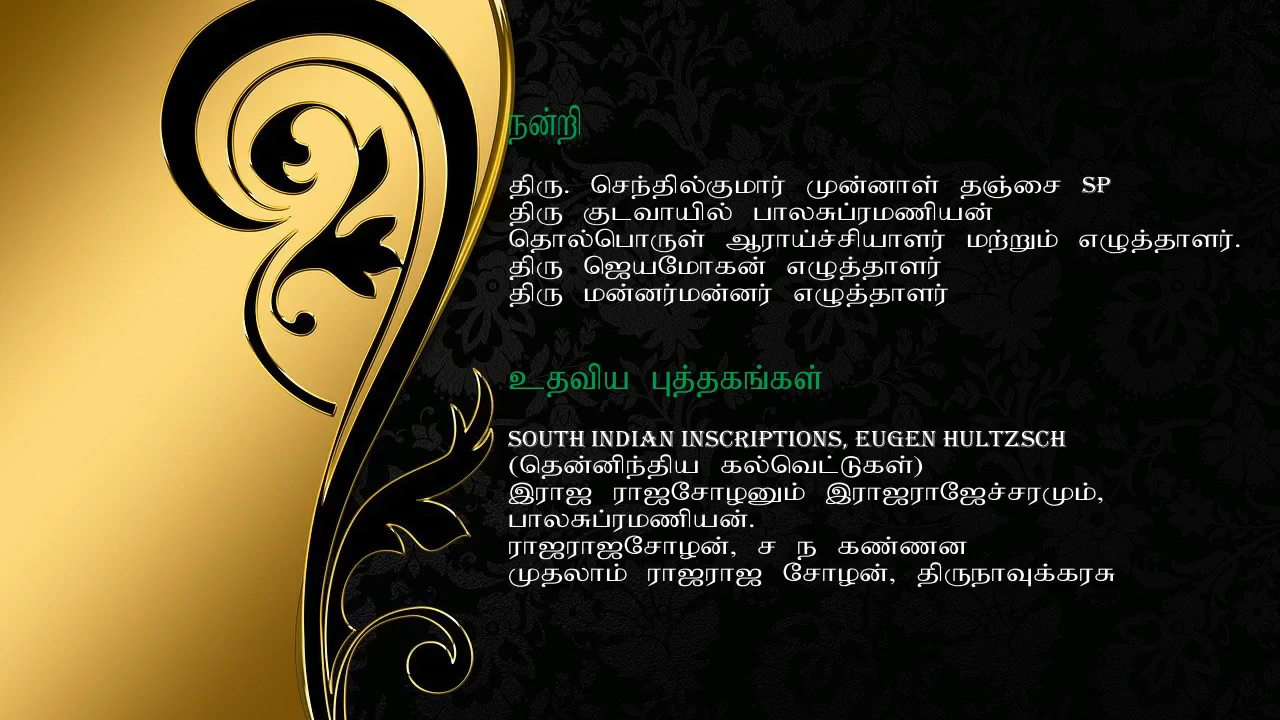 நன்றி
திரு. செந்தில்குமார் முன்னாள் தஞ்சை SP
திரு குடவாயில் பாலசுப்ரமணியன்
தொல்பொருள் ஆராய்ச்சியாளர் மற்றும் எழுத்தாளர்.
திரு ஜெயமோகன் எழுத்தாளர்
திரு மன்னர்மன்னர் எழுத்தாளர்
உதவிய புத்தகங்கள்
SOUTH INDIAN INSCRIPTIONS, EUGEN HULTZSCH
(தென்னிந்திய கல்வெட்டுகள்)
இராஜ ராஜசோழனும் இராஜராஜேச்சரமும்,
பாலசுப்ரமணியன்.
ராஜராஜசோழன், ச ந கண்ணன
முதலாம் ராஜராஜ சோழன், திருநாவுக்கரசு